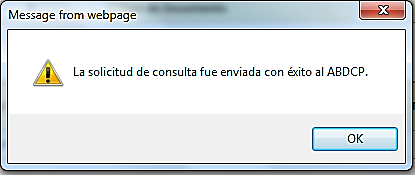 Message from webpage
La solicitud de consulta fue enviada con éxito al ABDCP.
OK